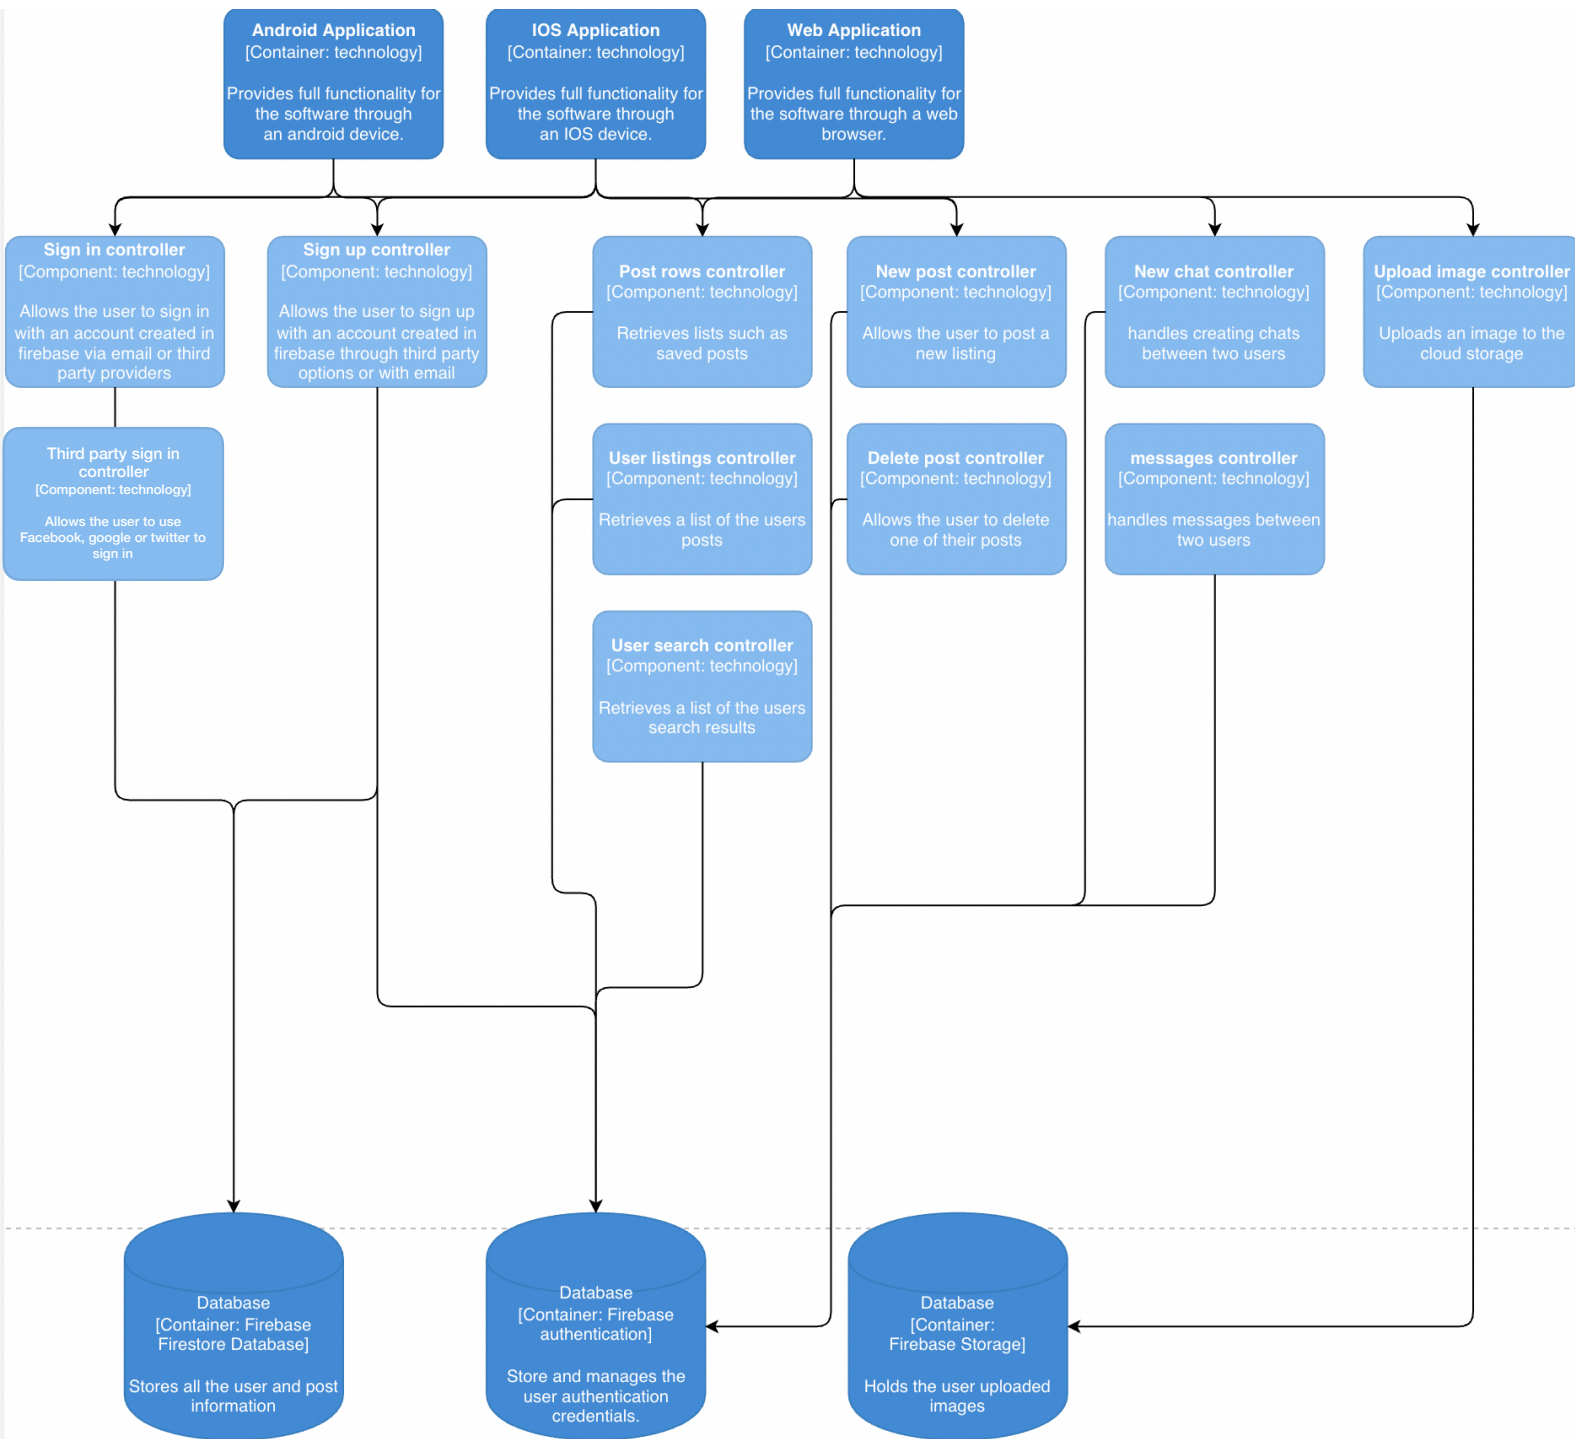 Android Application
[Container: technology]
Provides full functionality for
the software through
an android device.
IOS Application
[Container: technology]
Provides full functionality for
the software through
an IOS device.
Web Application
[Container: technology]
Provides full functionality for
the software through a web
browser.
Sign in controller
[Component: technology]
Allows the user to sign in
with an account created in
firebase via email or third
party providers
Sign up controller
[Component: technology]
Allows the user to sign up
with an account created in
firebase through third party
options or with email
Post rows controller
[Component: technology]
Retrieves lists such as
saved posts
New post controller
[Component: technology]
Allows the user to post a
new listing
New chat controller
[Component: technology]
handles creating chats
between two users
Upload image controller
[Component: technology]
Uploads an image to the
cloud storage
Third party sign in
controller
[Component: technology]
Allows the user to use
Facebook, google or twitter to
sign in
User listings controller
[Component: technology]
Retrieves a list of the users
posts
Delete post controller
[Component: technology]
Allows the user to delete
one of their posts
messages controller
[Component: technology]
handles messages between
two users
User search controller
[Component: technology]
Retrieves a list of the users
search results
Database
[Container: Firebase
Firestore Database]
Stores all the user and post
information
Database
[Container: Firebase
authentication]
Store and manages the
user authentication
credentials.
Database
[Container:
Firebase Storage]
Holds the user uploaded
images